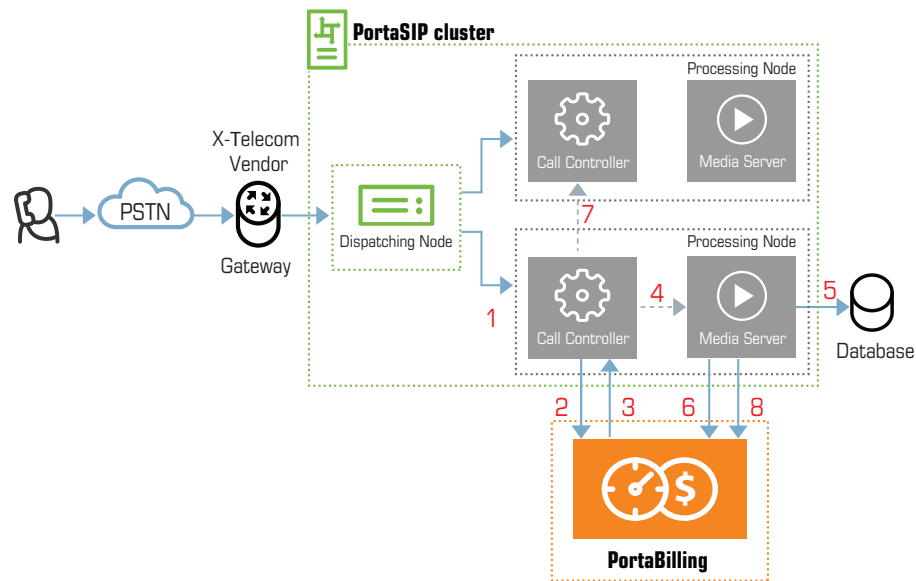 PortaSIP cluster
Processing Node
Call Controller
Media Server
X-Telecom
Vendor
PSTN
Gateway
Dispatching Node
7
Processing Node
1
Call Controller
4
Media Server
5
Database
2
3
6
8
$
PortaBilling